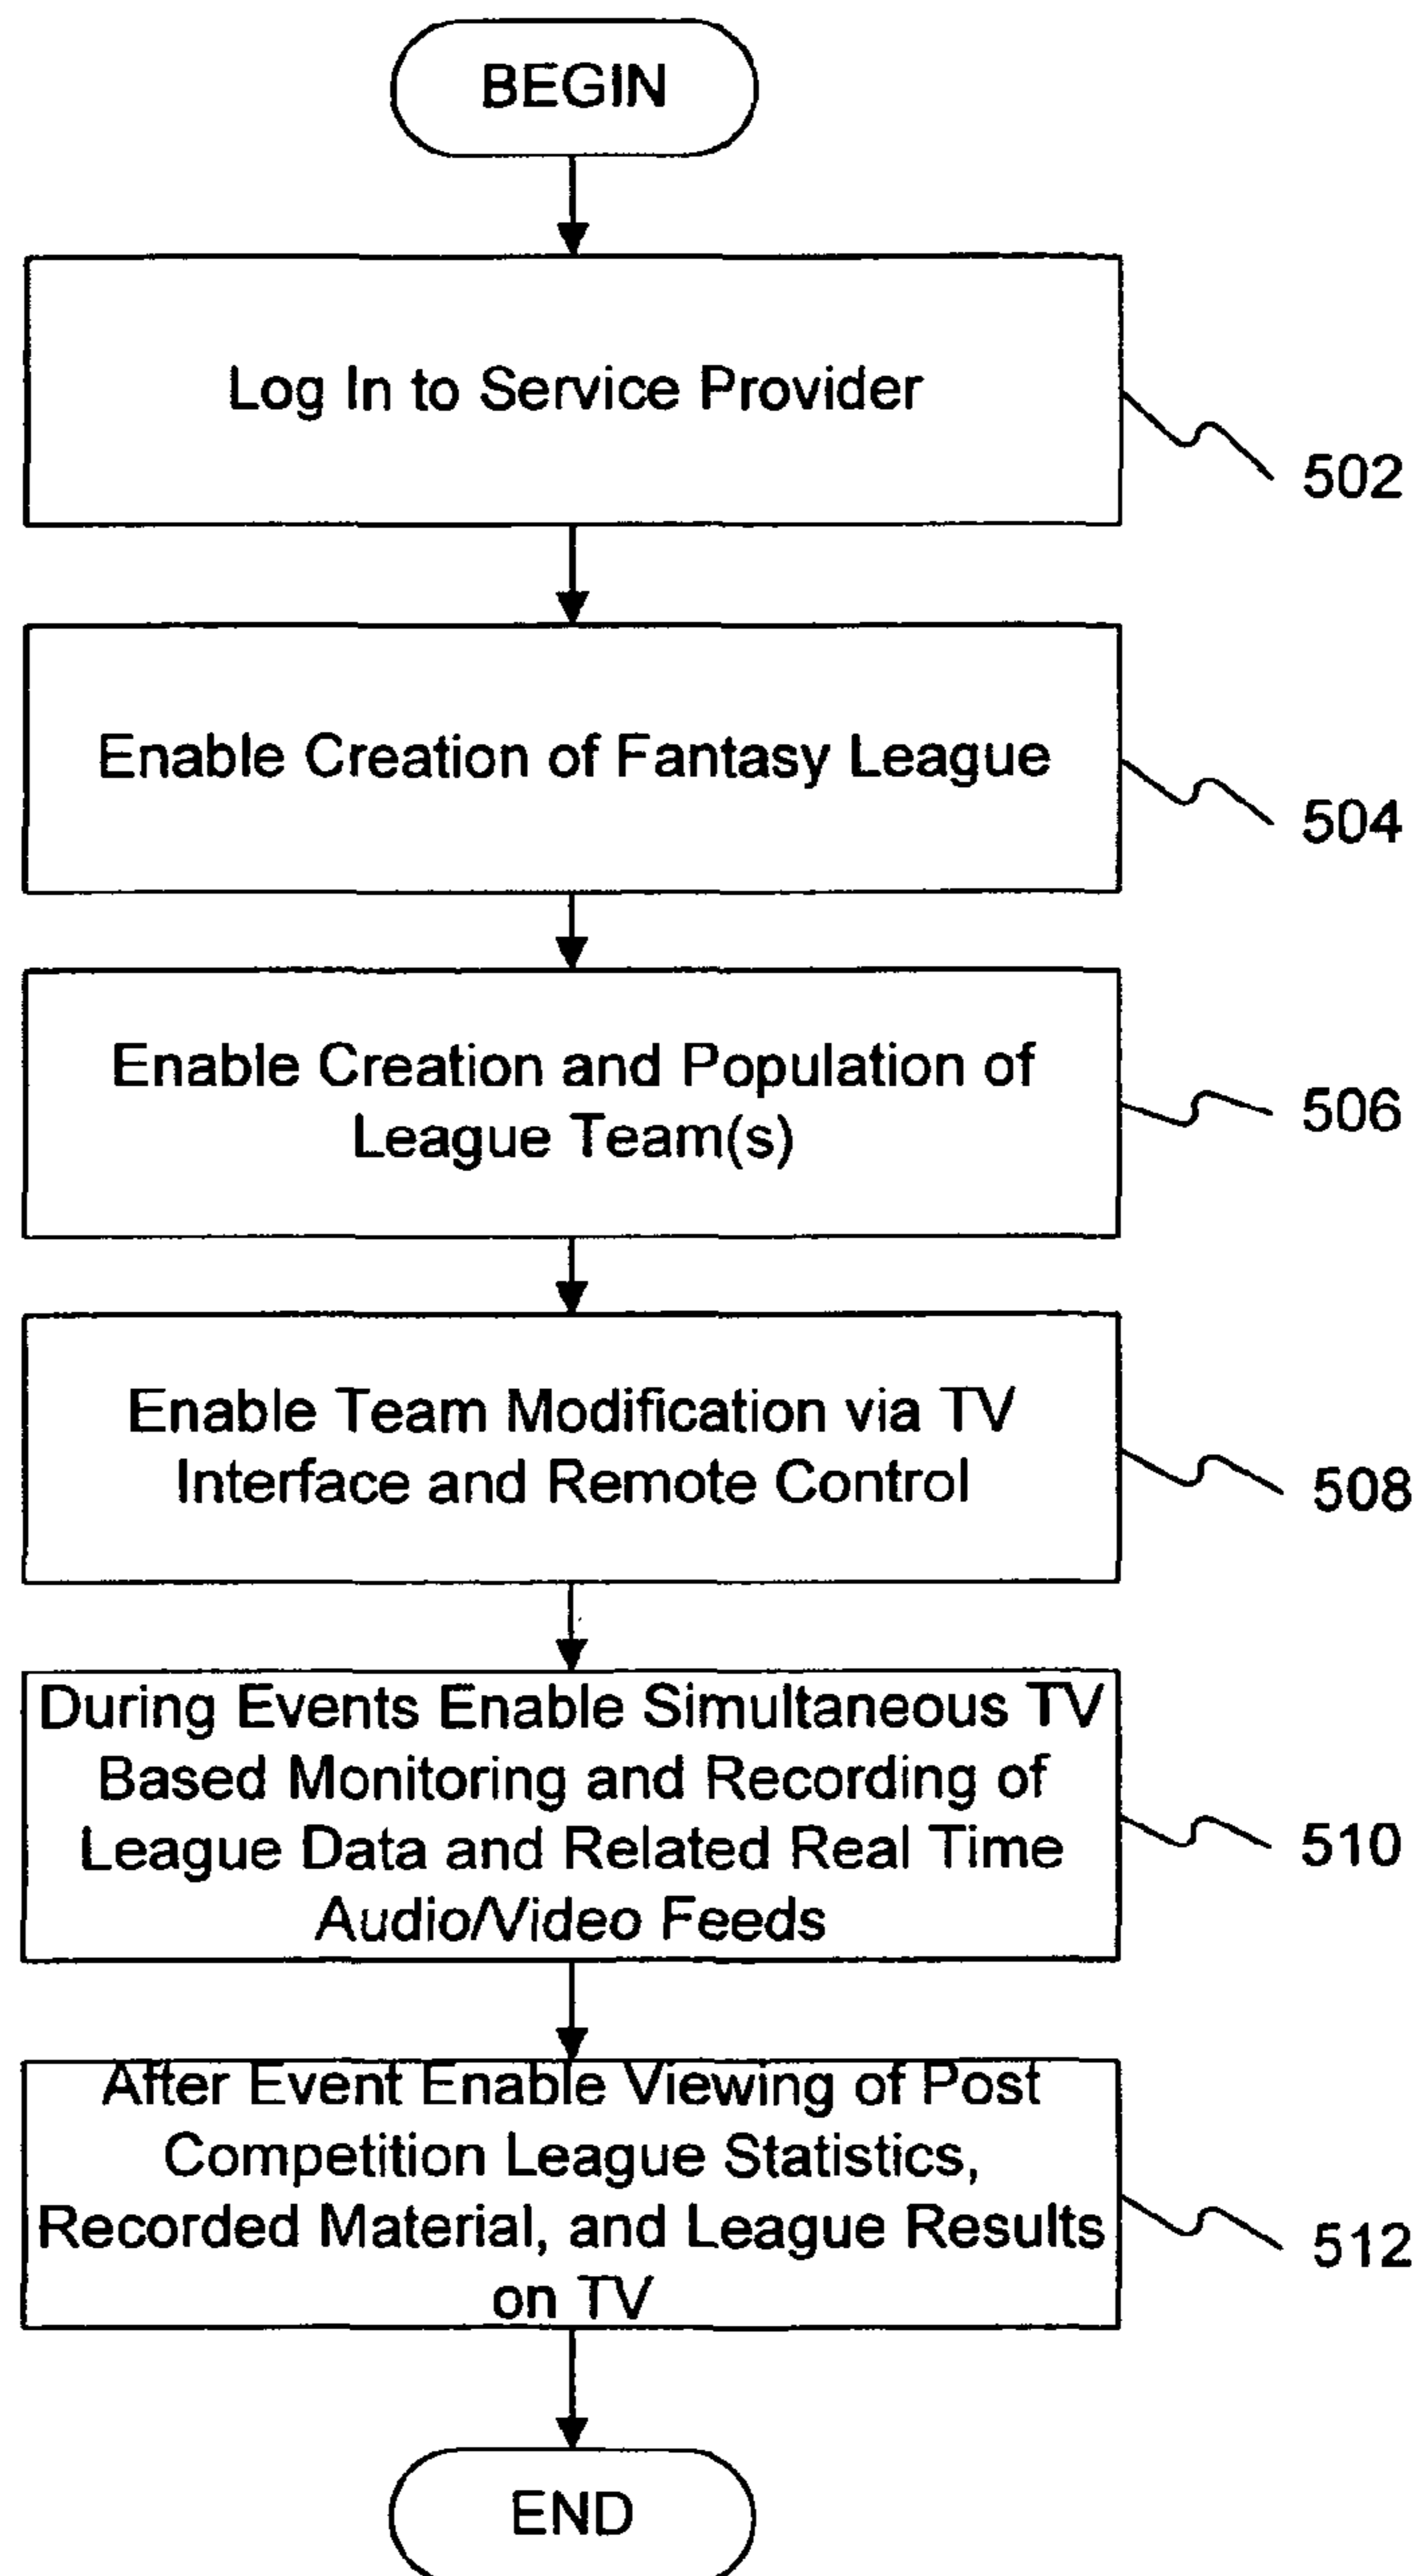 BEGIN
Log In to Service Provider
502
Enable Creation of Fantasy League
504
Enable Creation and Population of
League Team(s)
506
Enable Team Modification via TV
Interface and Remote Control
508
During Events Enable Simultaneous TV
Based Monitoring and Recording of
League Data and Related Real Time
Audio/Video Feeds
510
After Event Enable Viewing of Post
Competition League Statistics,
Recorded Material, and League Results
on TV
512
END